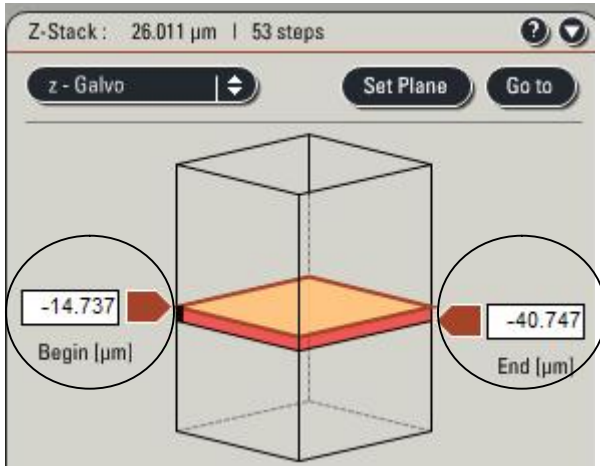 Z-Stack : 26.011 µm | 53 steps ?
z - Galvo Set Plane Go to
-14.737
Begin [µm]
-40.747
End [µm]